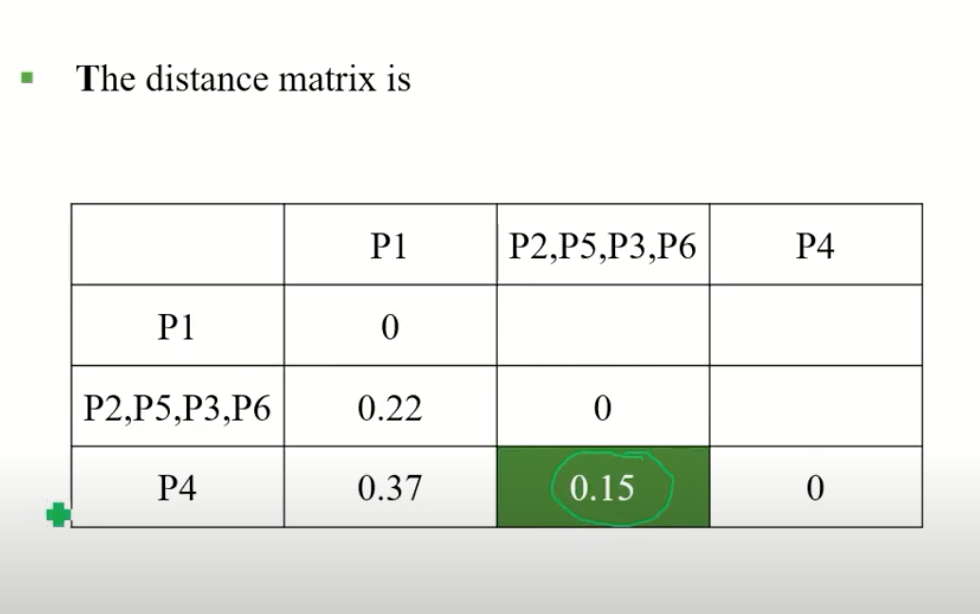 The distance matrix is
P1 P2,P5,P3,P6 P4
P1 0
P2,P5,P3,P6 0.22 0
P4 0.37 0.15 0